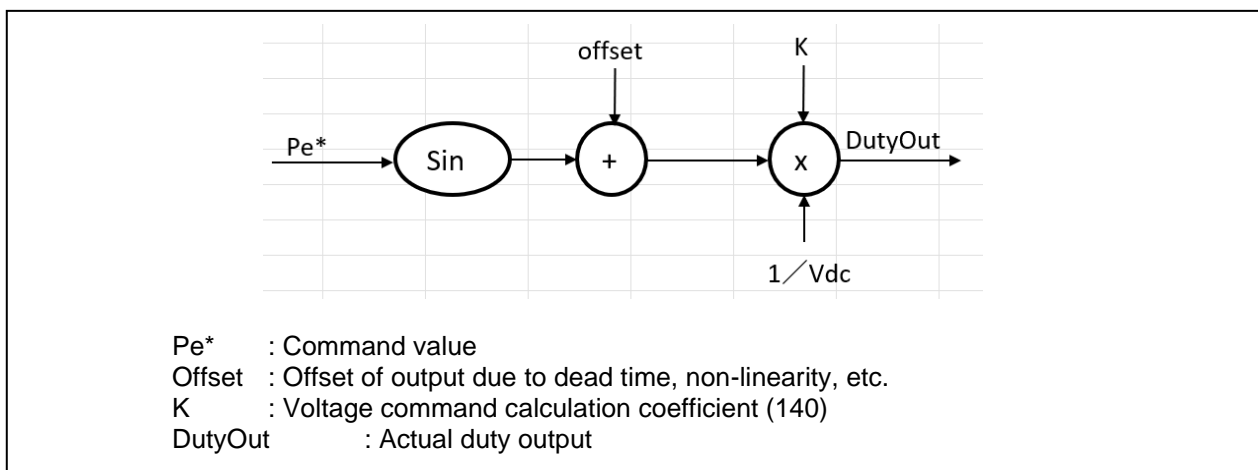 offset
K
Pe*
Sin
+
x
DutyOut
1／Vdc
Pe* : Command value
Offset : Offset of output due to dead time, non-linearity, etc.
K : Voltage command calculation coefficient (140)
DutyOut : Actual duty output